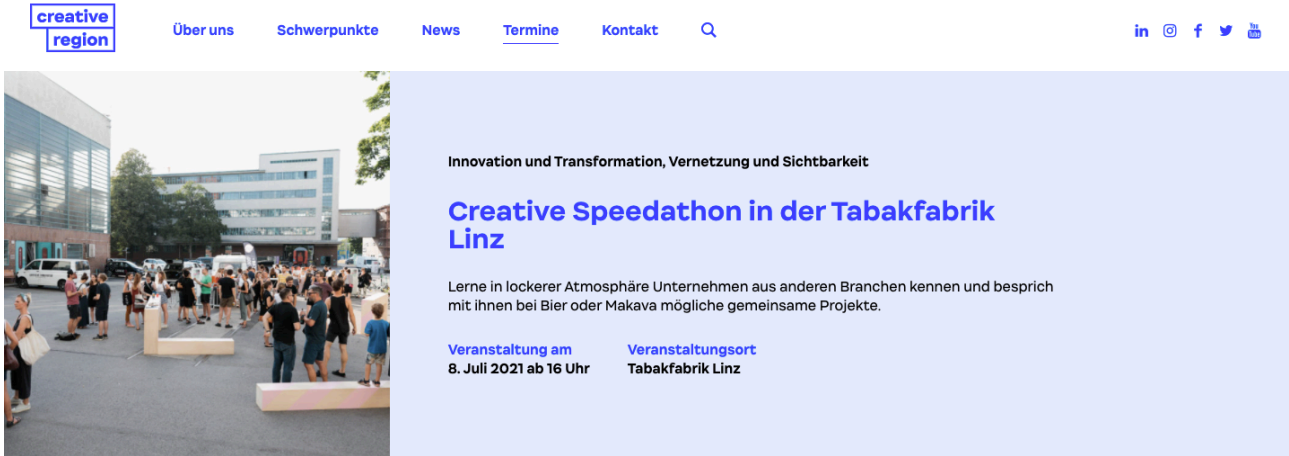 creative
region
Über uns
Schwerpunkte
News
Termine
Kontakt
Innovation und Transformation, Vernetzung und Sichtbarkeit
Creative Speedathon in der Tabakfabrik
Linz
Lerne in lockerer Atmosphäre Unternehmen aus anderen Branchen kennen und besprich
mit ihnen bei Bier oder Makava mögliche gemeinsame Projekte.
Veranstaltung am
8. Juli 2021 ab 16 Uhr
Veranstaltungsort
Tabakfabrik Linz